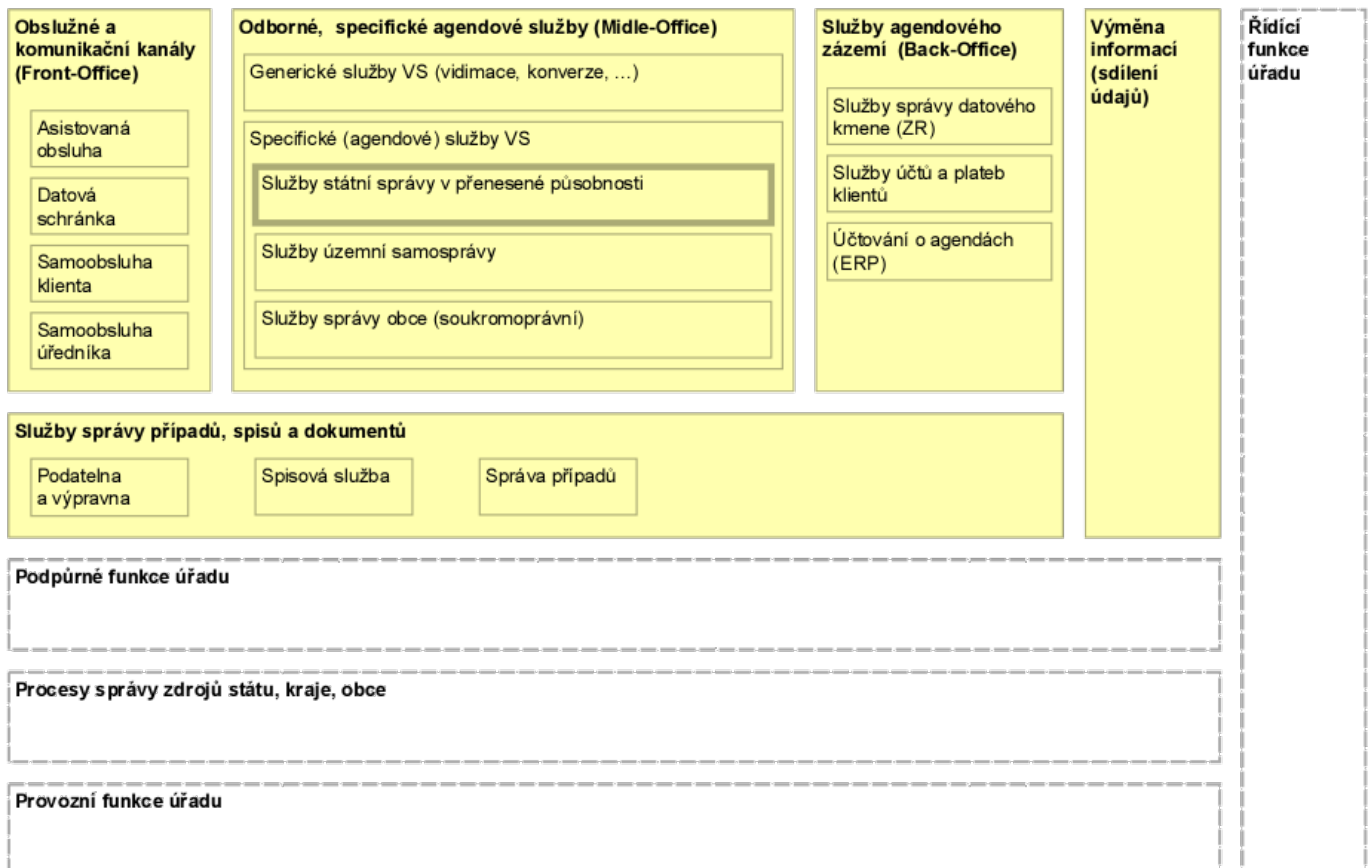 Obslužné a
komunikační kanály
(Front-Office)
Asistovaná
obsluha
Datová
schránka
Samoobsluha
klienta
Samoobsluha
úředníka
Odborné, specifické agendové služby (Midle-Office)
Generické služby VS (vidimace, konverze, ...)
Specifické (agendové) služby VS
Služby státní správy v přenesené působnosti
Služby územní samosprávy
Služby správy obce (soukromoprávní)
Služby agendového
zázemí (Back-Office)
Služby správy datového
kmene (ZR)
Služby účtů a plateb
klientů
Účtování o agendách
(ERP)
Výměna
informací
(sdílení
údajů)
Řídící
funkce
úřadu
Služby správy případů, spisů a dokumentů
Podatelna
a výpravna
Spisová služba
Správa případů
Podpůrné funkce úřadu
Procesy správy zdrojů státu, kraje, obce
Provozní funkce úřadu